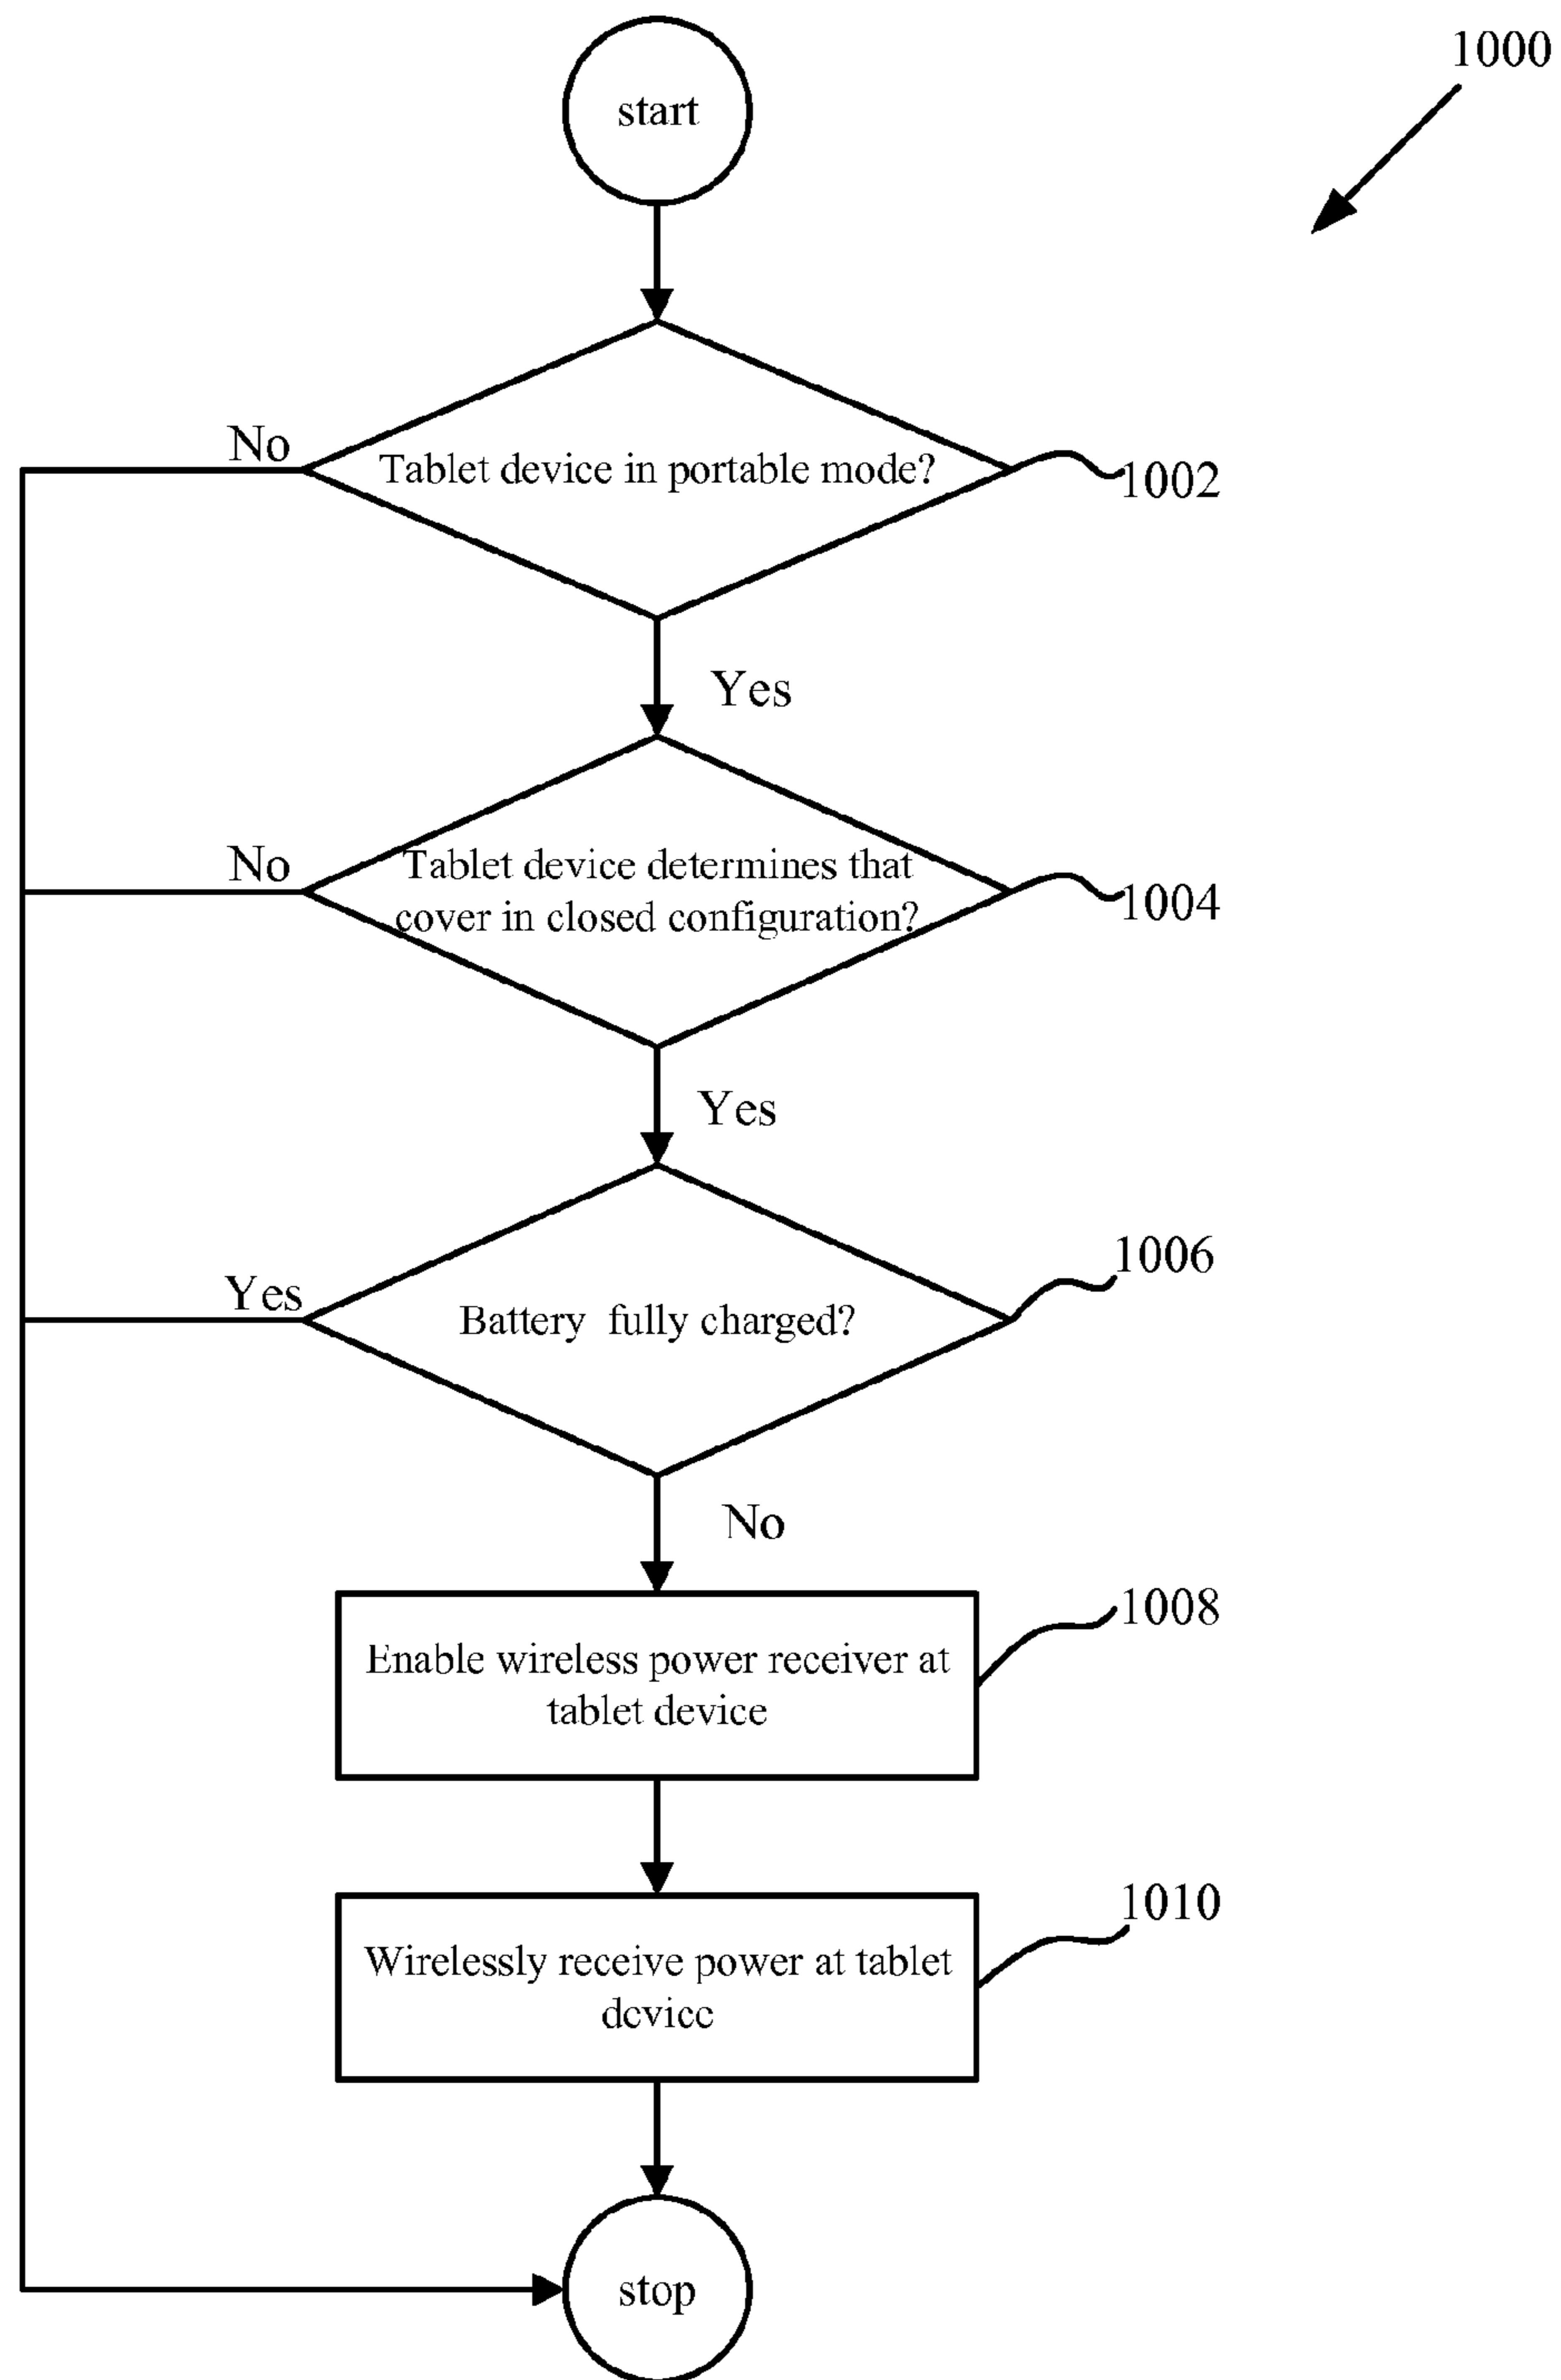 start
1000
No
Tablet device in portable mode?
1002
Yes
No
Tablet device determines that
cover in closed configuration?
1004
Yes
1006
Yes
Battery fully charged?
No
1008
Enable wireless power receiver at
tablet device
1010
Wirelessly receive power at tablet
device
stop